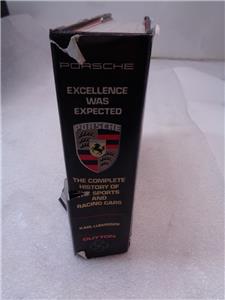 PORSCHE
EXCELLENCE
WAS
EXPECTED
PORSCHE
THE COMPLETE
HISTORY OF
SPORTS
AND
RACING CARS
KARL LUDVIGSEN
DUTTON